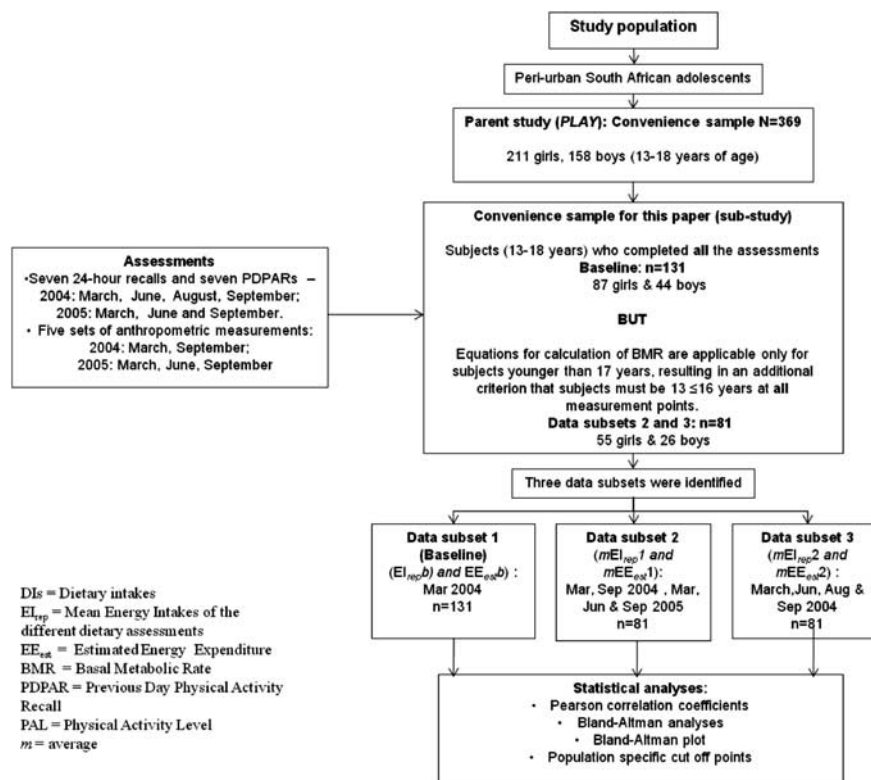 Study population
Peri-urban South African adolescents
Parent study (PLAY): Convenience sample N=369
211 girls, 158 boys (13-18 years of age)
Convenience sample for this paper (sub-study)
Subjects (13-18 years) who completed all the assessments
Baseline: n=131
87 girls & 44 boys
BUT
Equations for calculation of BMR are applicable only for
subjects younger than 17 years, resulting in an additional
criterion that subjects must be 13 ≤16 years at all
measurement points.
Data subsets 2 and 3: n=81
55 girls & 26 boys
Assessments
•Seven 24-hour recalls and seven PDPARs –
2004: March, June, August, September;
2005: March, June and September.
• Five sets of anthropometric measurements:
2004: March, September;
2005: March, June, September
Three data subsets were identified
Data subset 1
(Baseline)
(EIrepb) and EEestb) :
Mar 2004
n=131
Data subset 2
(mEIrep1 and
mEEest1):
Mar, Sep 2004 , Mar,
Jun & Sep 2005
n=81
Data subset 3
(mEIrep2 and
mEEest2):
March,Jun, Aug &
Sep 2004
n=81
Statistical analyses:
• Pearson correlation coefficients
• Bland-Altman analyses
• Bland-Altman plot
• Population specific cut off points
DIs = Dietary intakes
EIrep = Mean Energy Intakes of the
different dietary assessments
EEest = Estimated Energy Expenditure
BMR = Basal Metabolic Rate
PDPAR = Previous Day Physical Activity
Recall
PAL = Physical Activity Level
m = average